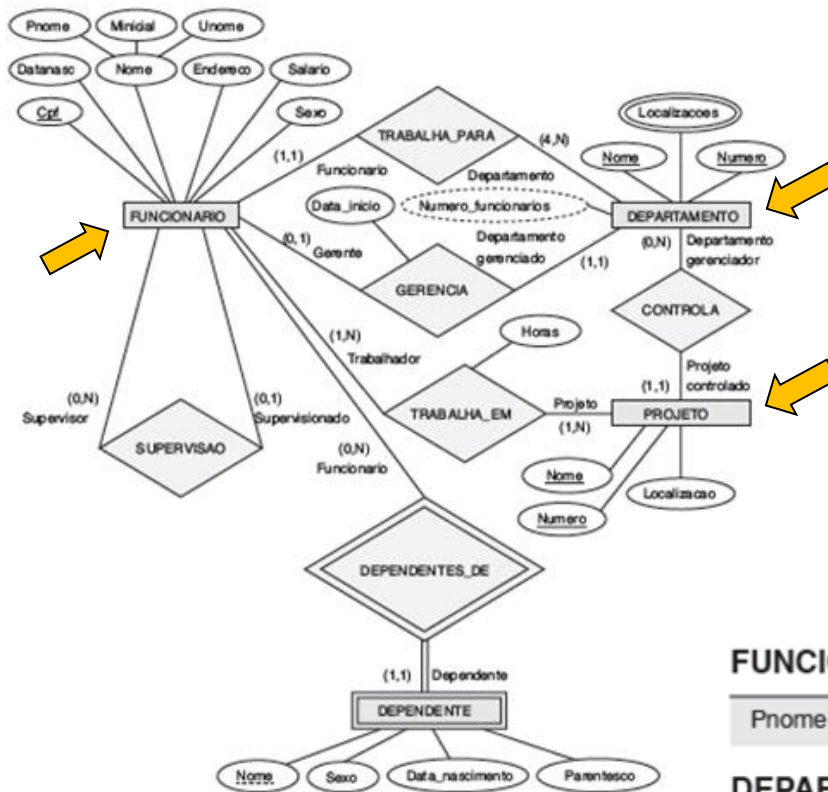 Pnome Minicial Unome
Datanasc Nome Endereco Salario
Cpf Sexo
Localizacoes
TRABALHA_PARA
(1,1) (4,N)
Nome Numero
Funcionario Departamento
Data_inicio Numero_funcionarios
FUNCIONARIO DEPARTAMENTO
(0,1) Gerente
Departamento gerenciado
(1,1)
(0,N) Departamento gerenciador
GERENCIA
CONTROLA
(1,N)
Trabalhador
Horas
Projeto controlado
(1,1)
(0,N)
Supervisor
(0,1)
Supervisionado
TRABALHA_EM
Projeto
(1,N)
PROJETO
SUPERVISAO
(0,N)
Funcionario
Nome
Localizacao
Numero
DEPENDENTES_DE
(1,1) Dependente
DEPENDENTE
Nome Sexo Data_nascimento Parentesco
Pnome